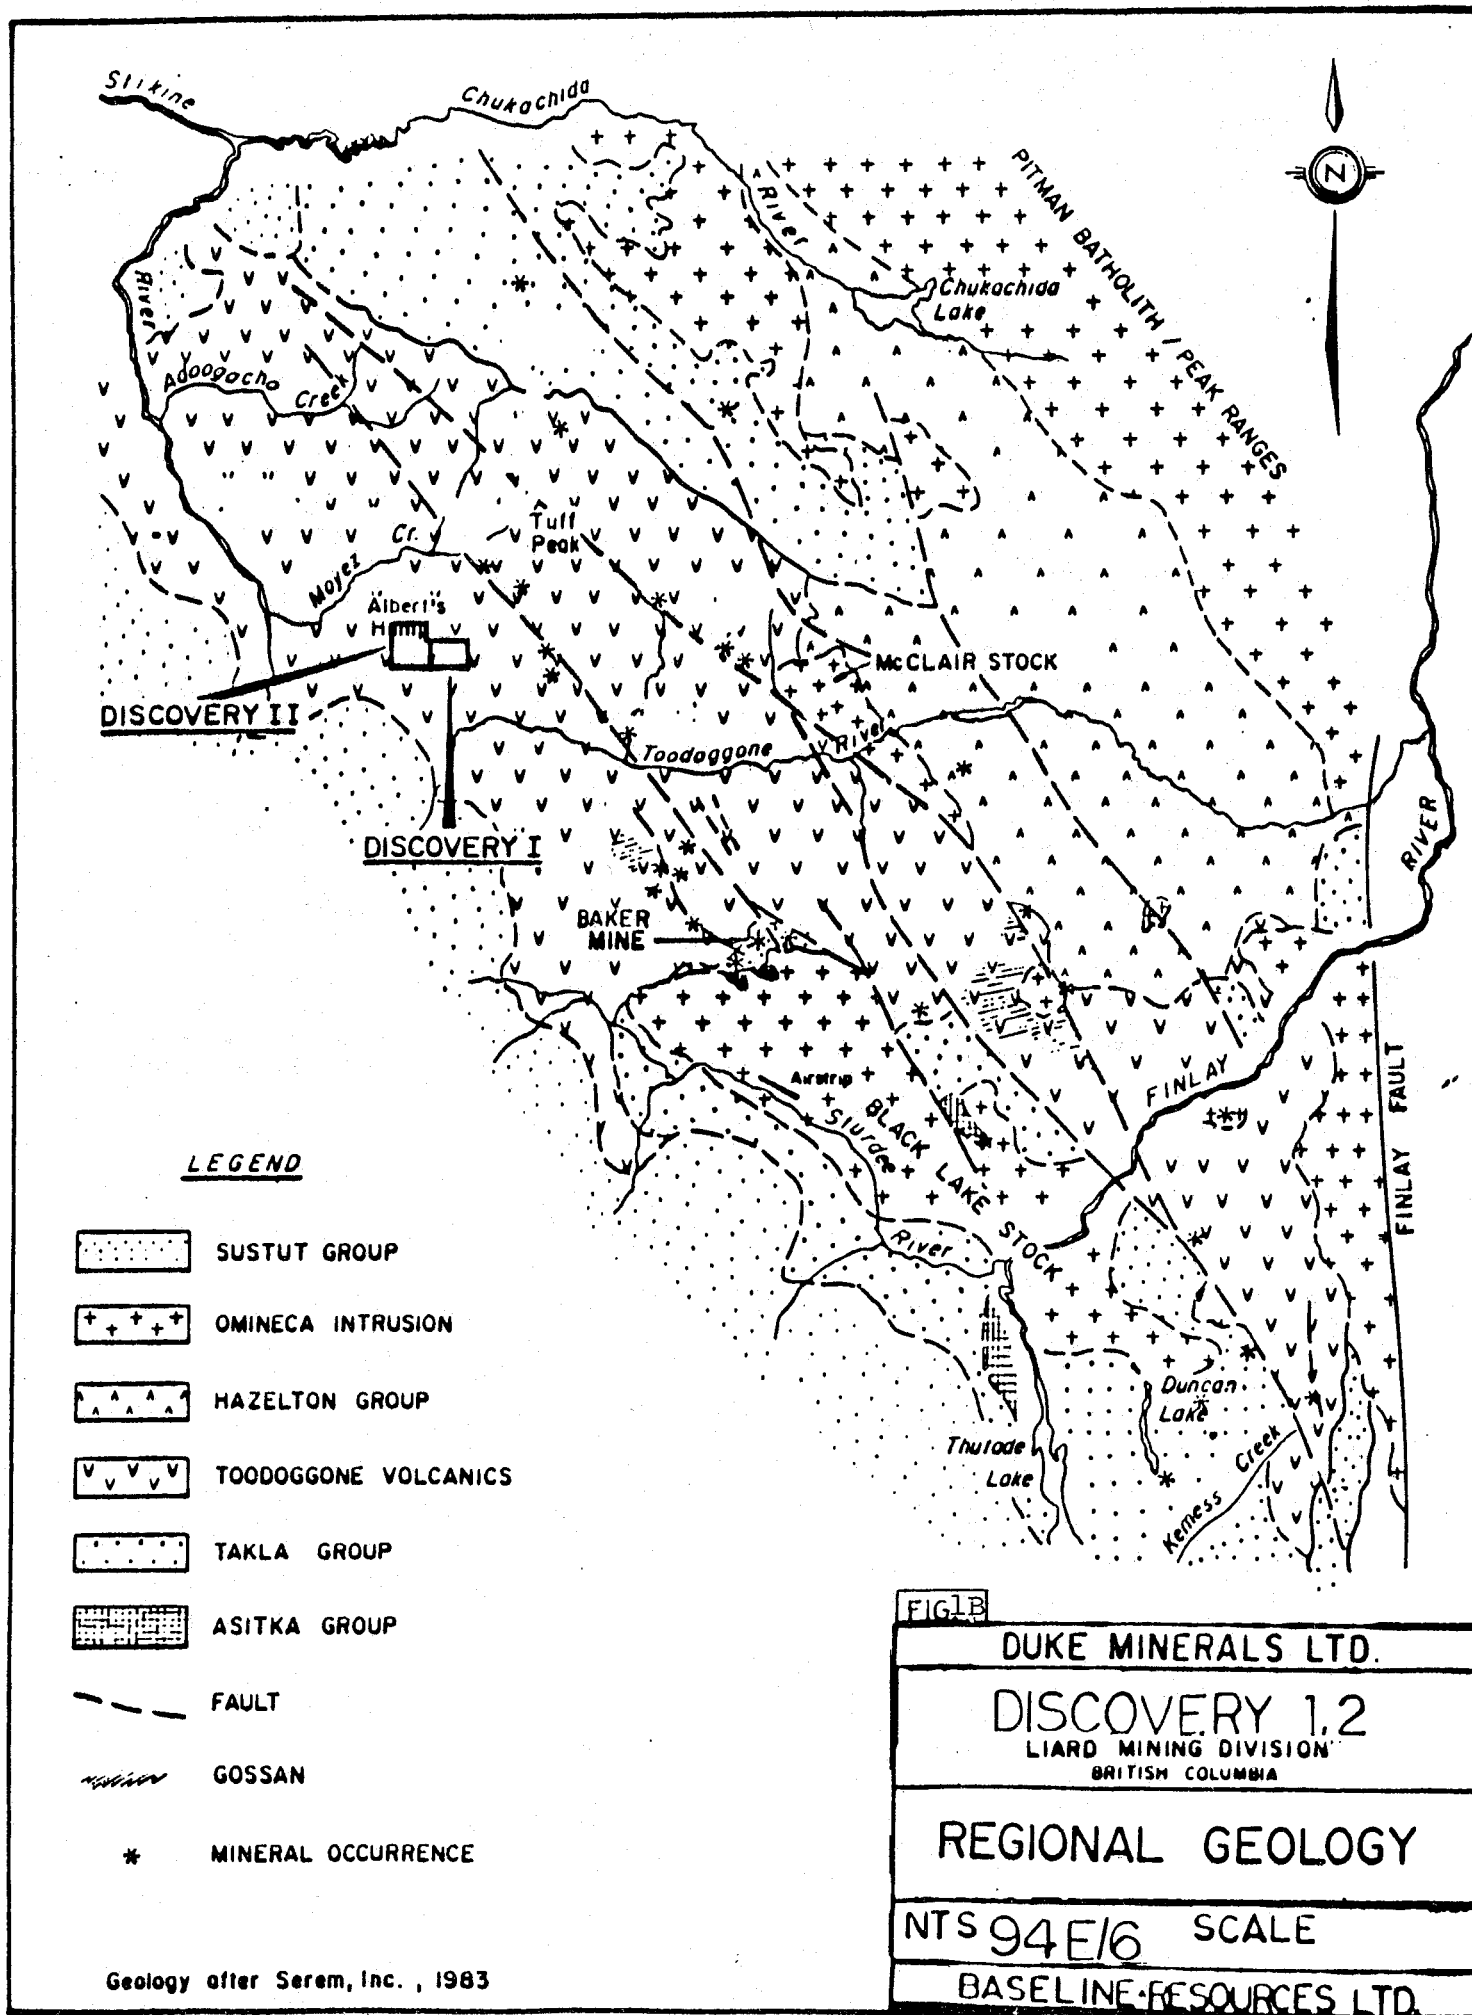 Stikine
Chukachida
River
PITMAN BATHOLITH / PEAK RANGES
N
River
Chukachida
Lake
Adoogacho
Creek
Tuff
Peak
Moyez
Cr.
Albert's
McCLAIR STOCK
DISCOVERY II
Toodoggone
River
DISCOVERY I
RIVER
BAKER
MINE
FINLAY
FINLAY FAULT
Airstrip
Sturdee
River
BLACK LAKE STOCK
Duncan
Lake
Thutade
Lake
Kemess
Creek
LEGEND
SUSTUT GROUP
OMINECA INTRUSION
HAZELTON GROUP
TOODOGGONE VOLCANICS
TAKLA GROUP
ASITKA GROUP
FAULT
GOSSAN
MINERAL OCCURRENCE
Geology after Serem, Inc., 1983
FIG 1B
DUKE MINERALS LTD.
DISCOVERY 1,2
LIARD MINING DIVISION
BRITISH COLUMBIA
REGIONAL GEOLOGY
NTS 94E/6 SCALE
BASELINE RESOURCES LTD.